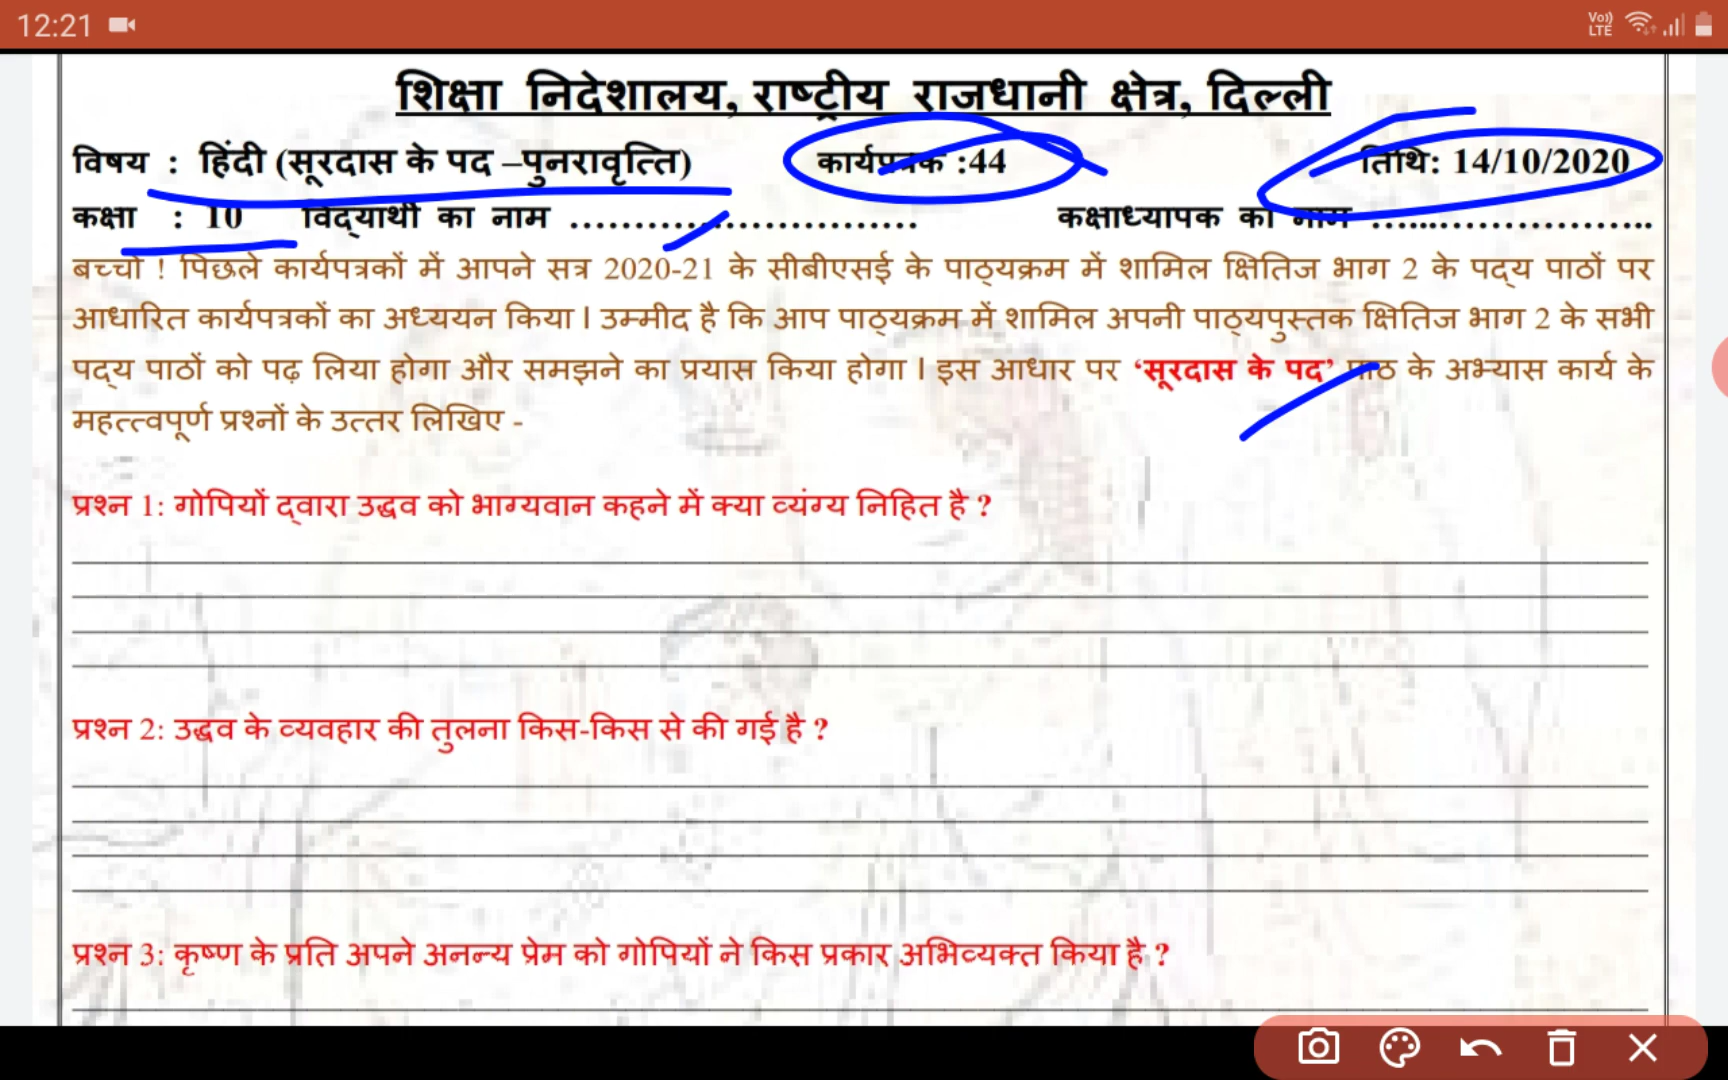 12:21
Vo)) LTE
शिक्षा निदेशालय, राष्ट्रीय राजधानी क्षेत्र, दिल्ली
विषय : हिंदी (सूरदास के पद –पुनरावृत्ति) कार्यपत्रक :44 तिथि: 14/10/2020
कक्षा : 10 विद्यार्थी का नाम ........................... कक्षाध्यापक का नाम ........................
बच्चो ! पिछले कार्यपत्रकों में आपने सत्र 2020-21 के सीबीएसई के पाठ्यक्रम में शामिल क्षितिज भाग 2 के पद्य पाठों पर
आधारित कार्यपत्रकों का अध्ययन किया । उम्मीद है कि आप पाठ्यक्रम में शामिल अपनी पाठ्यपुस्तक क्षितिज भाग 2 के सभी
पद्य पाठों को पढ़ लिया होगा और समझने का प्रयास किया होगा । इस आधार पर ‘सूरदास के पद’ पाठ के अभ्यास कार्य के
महत्त्वपूर्ण प्रश्नों के उत्तर लिखिए -
प्रश्न 1: गोपियों द्वारा उद्धव को भाग्यवान कहने में क्या व्यंग्य निहित है ?
प्रश्न 2: उद्धव के व्यवहार की तुलना किस-किस से की गई है ?
प्रश्न 3: कृष्ण के प्रति अपने अनन्य प्रेम को गोपियों ने किस प्रकार अभिव्यक्त किया है ?